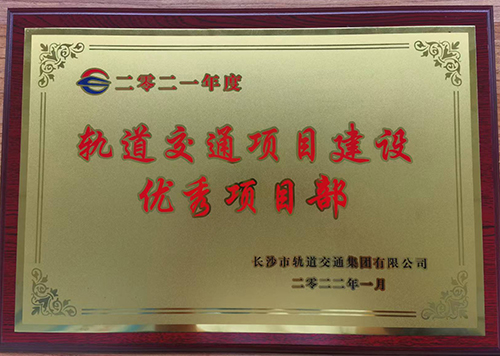 二零二一年度
轨道交通项目建设
优秀项目部
长沙市轨道交通集团有限公司
二零二二年一月